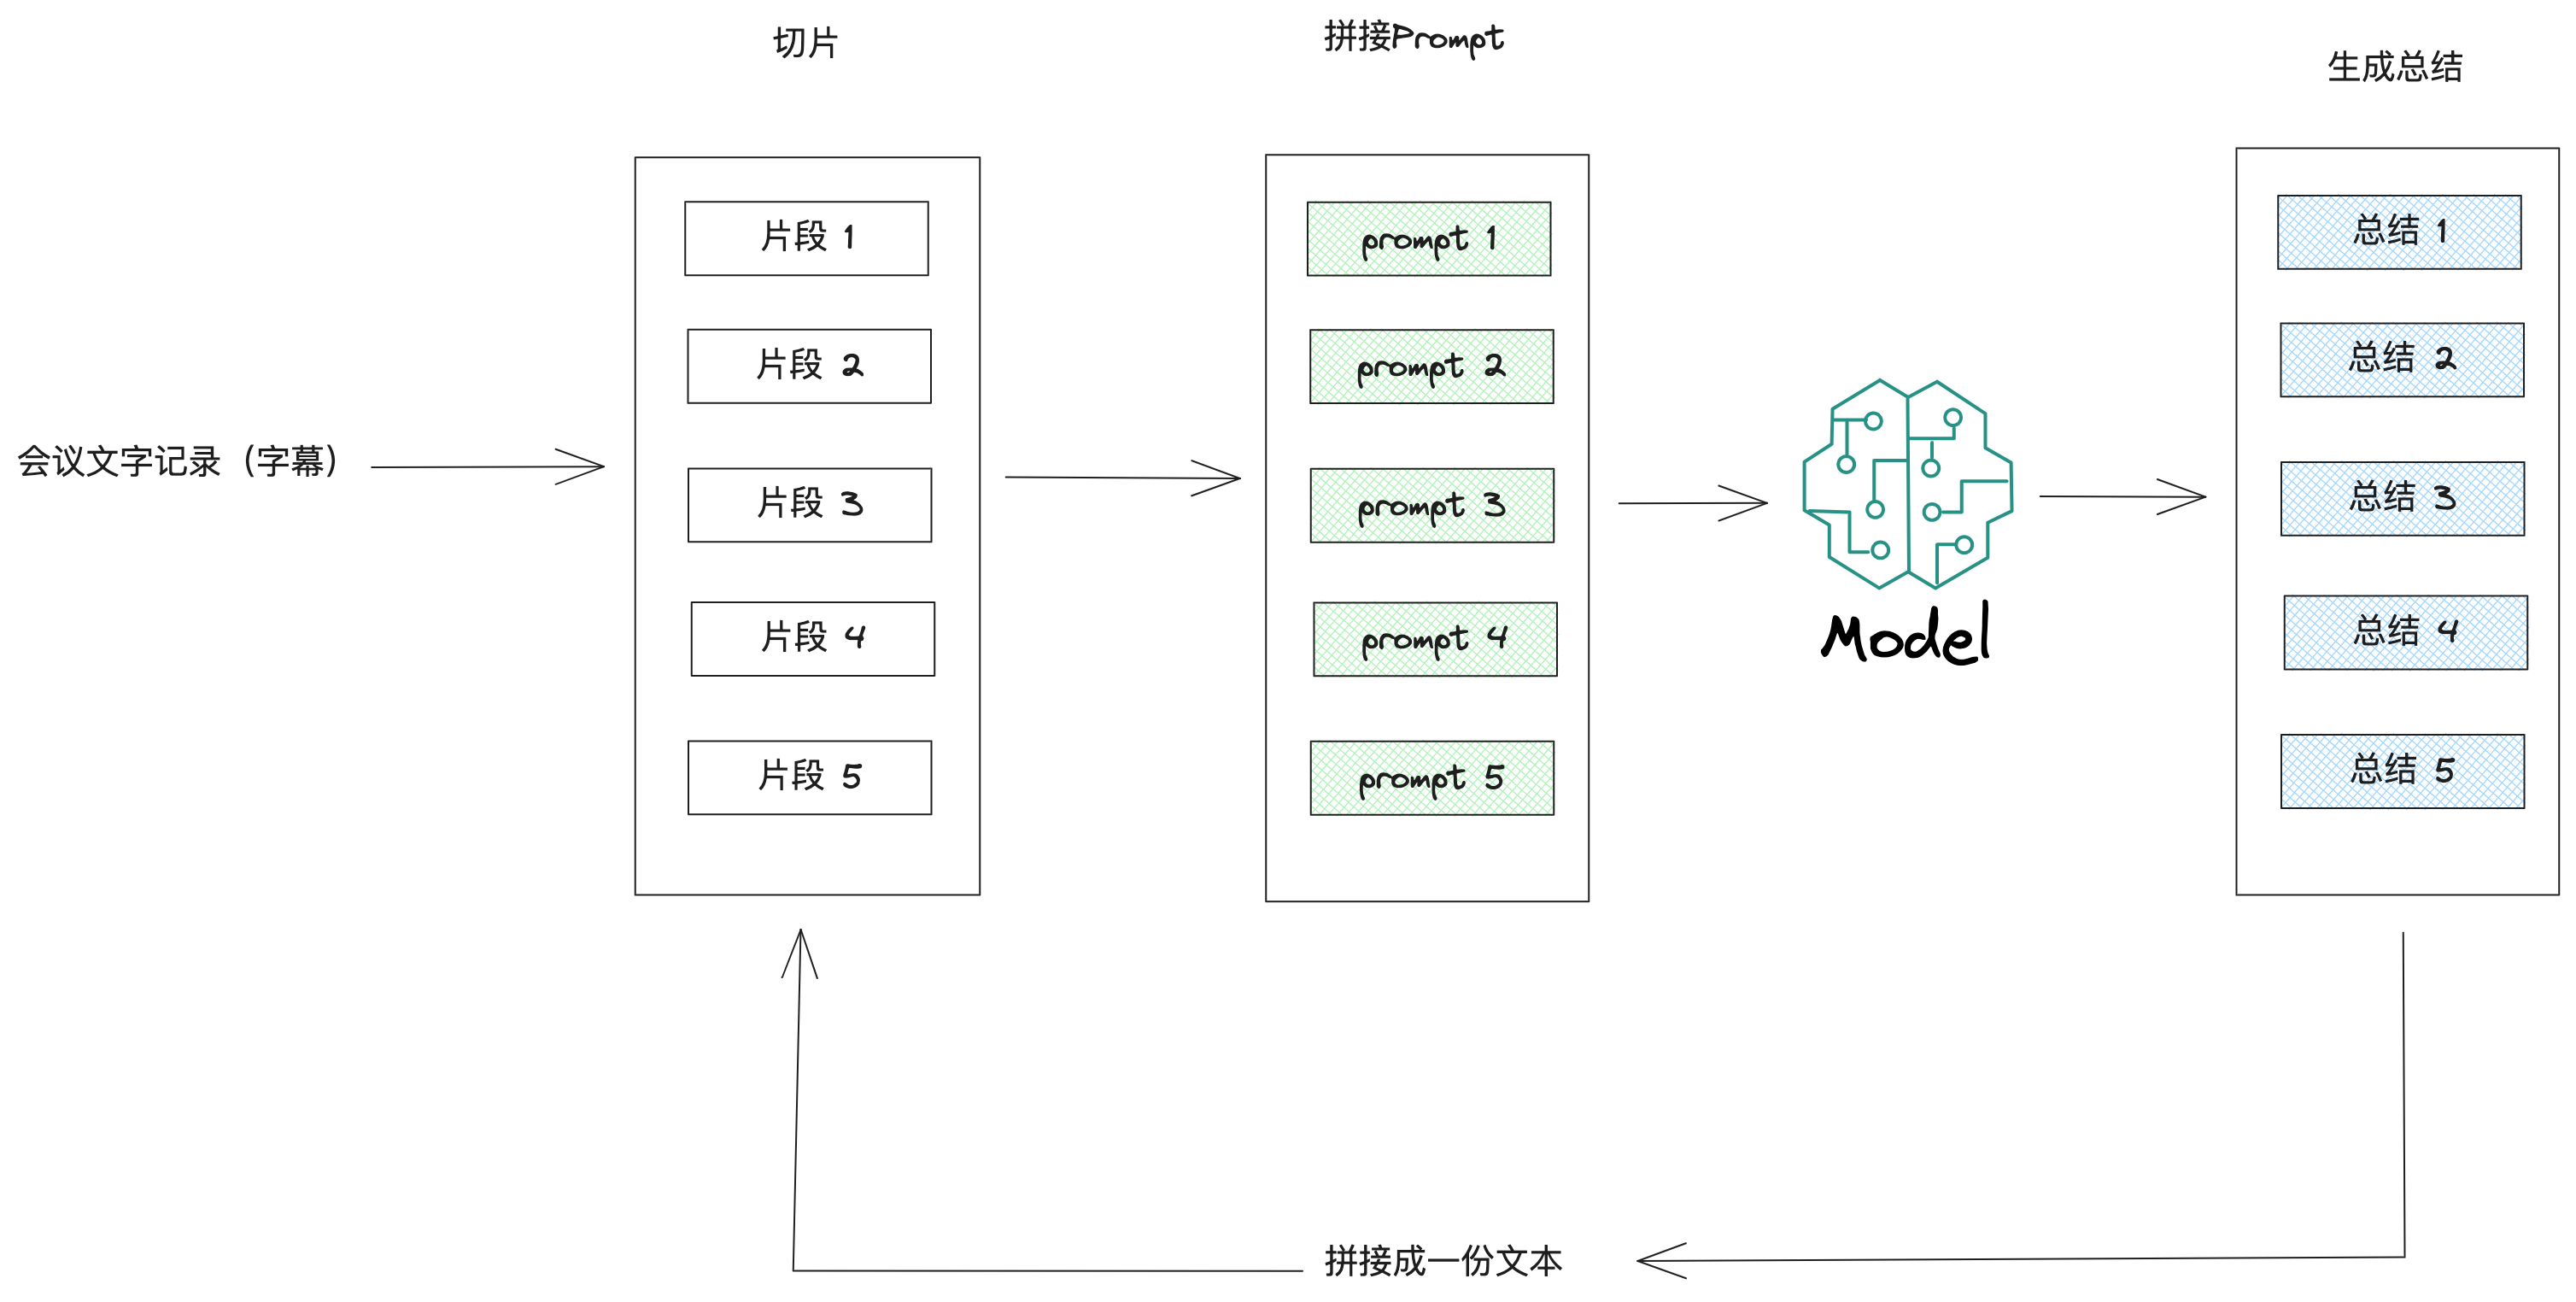 切片
拼接Prompt
生成总结
会议文字记录（字幕）
片段 1
片段 2
片段 3
片段 4
片段 5
prompt 1
prompt 2
prompt 3
prompt 4
prompt 5
Model
总结 1
总结 2
总结 3
总结 4
总结 5
拼接成一份文本